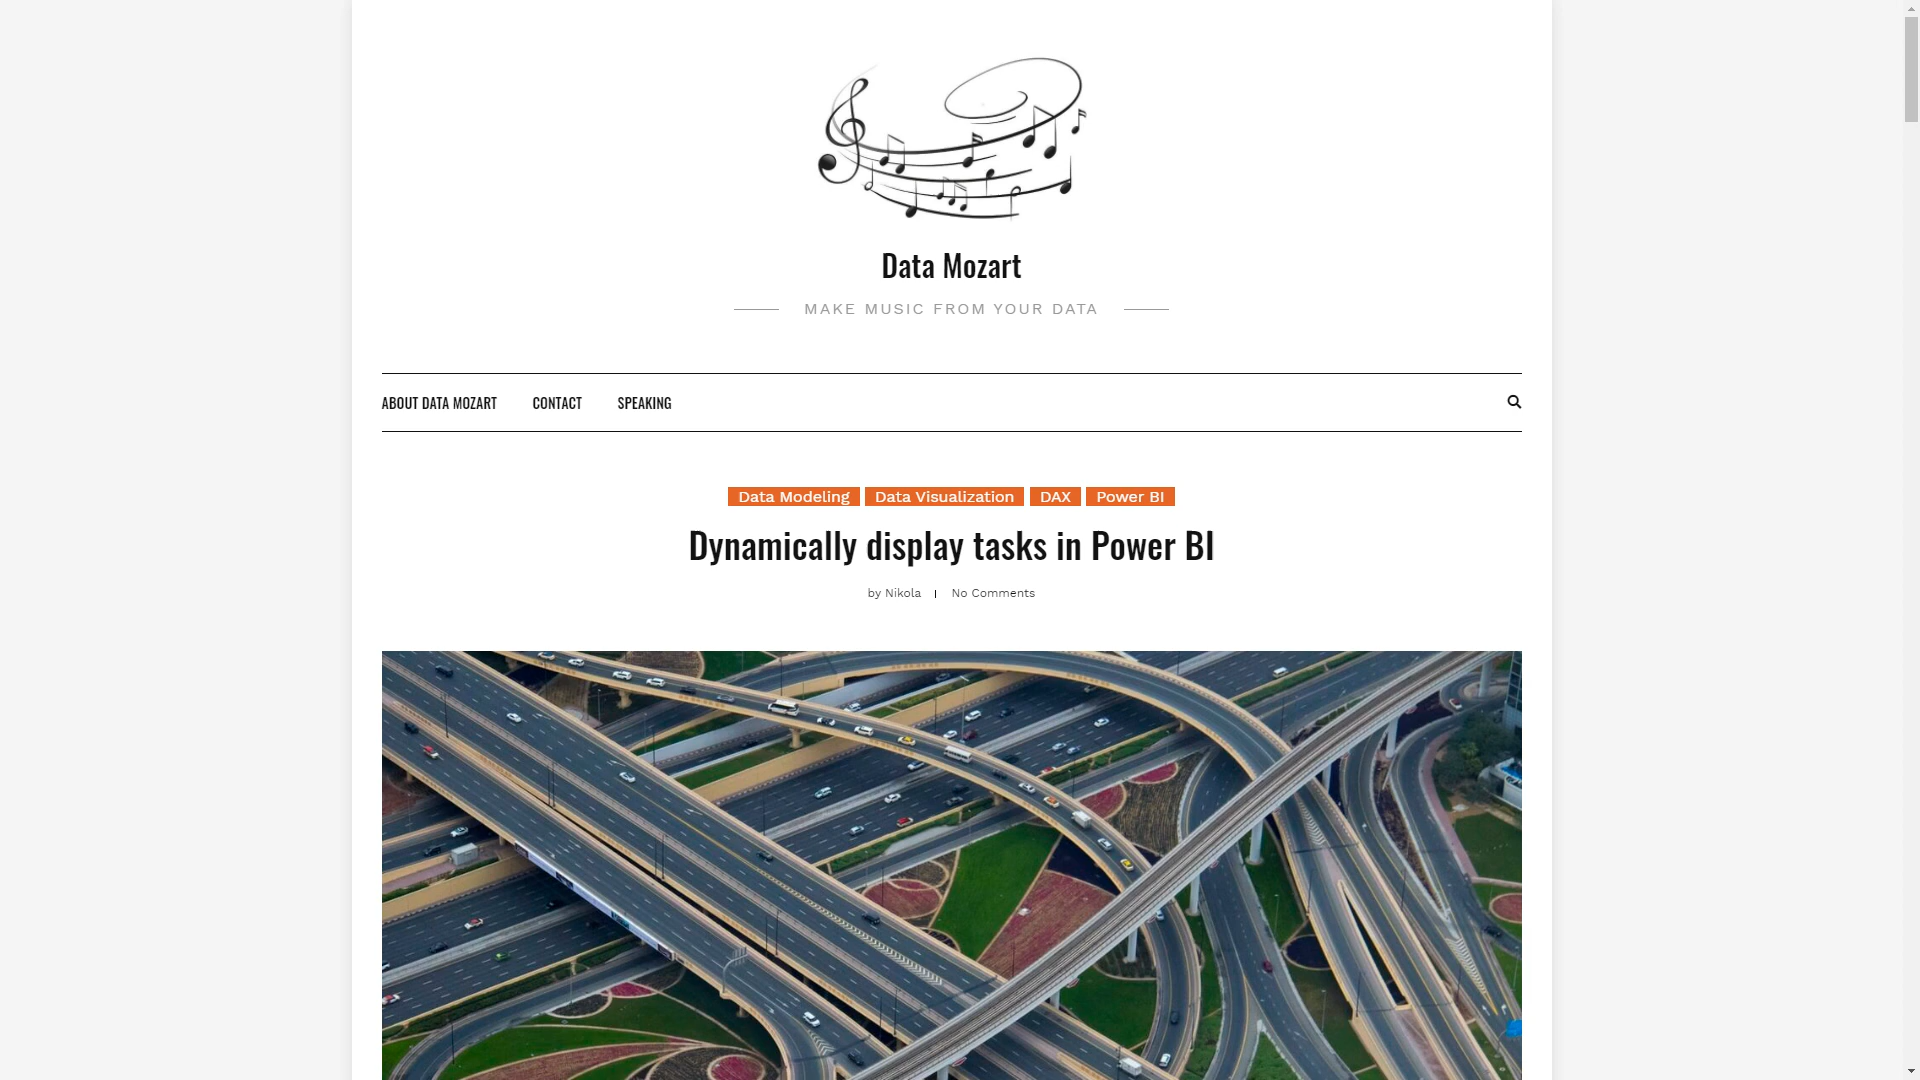 Data Mozart
MAKE MUSIC FROM YOUR DATA
ABOUT DATA MOZART CONTACT SPEAKING
Data Modeling Data Visualization DAX Power BI
Dynamically display tasks in Power BI
by Nikola No Comments